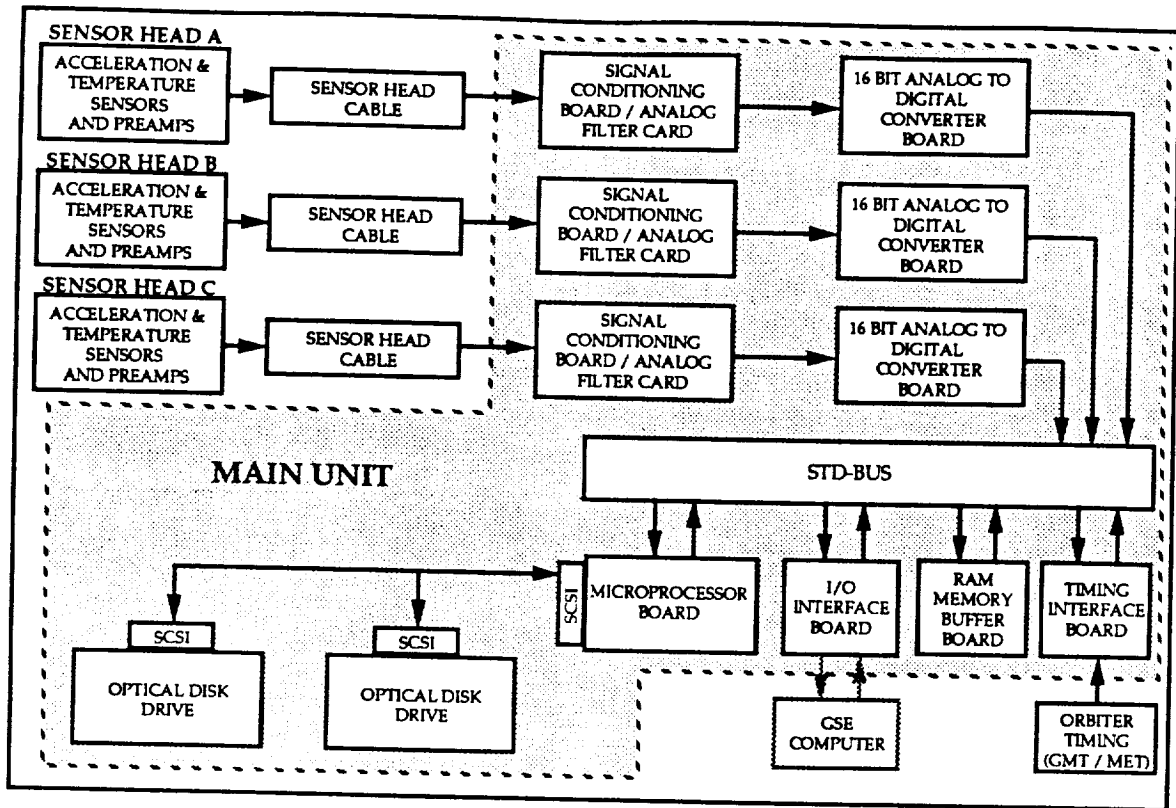 SENSOR HEAD A
ACCELERATION &
TEMPERATURE
SENSORS
AND PREAMPS
SENSOR HEAD
CABLE
SIGNAL
CONDITIONING
BOARD / ANALOG
FILTER CARD
16 BIT ANALOG TO
DIGITAL
CONVERTER
BOARD
SENSOR HEAD B
ACCELERATION &
TEMPERATURE
SENSORS
AND PREAMPS
SENSOR HEAD
CABLE
SIGNAL
CONDITIONING
BOARD / ANALOG
FILTER CARD
16 BIT ANALOG TO
DIGITAL
CONVERTER
BOARD
SENSOR HEAD C
ACCELERATION &
TEMPERATURE
SENSORS
AND PREAMPS
SENSOR HEAD
CABLE
SIGNAL
CONDITIONING
BOARD / ANALOG
FILTER CARD
16 BIT ANALOG TO
DIGITAL
CONVERTER
BOARD
MAIN UNIT
STD-BUS
SCSI
MICROPROCESSOR
BOARD
I/O
INTERFACE
BOARD
RAM
MEMORY
BUFFER
BOARD
TIMING
INTERFACE
BOARD
SCSI
OPTICAL DISK
DRIVE
SCSI
OPTICAL DISK
DRIVE
GSE
COMPUTER
ORBITER
TIMING
(GMT / MET)